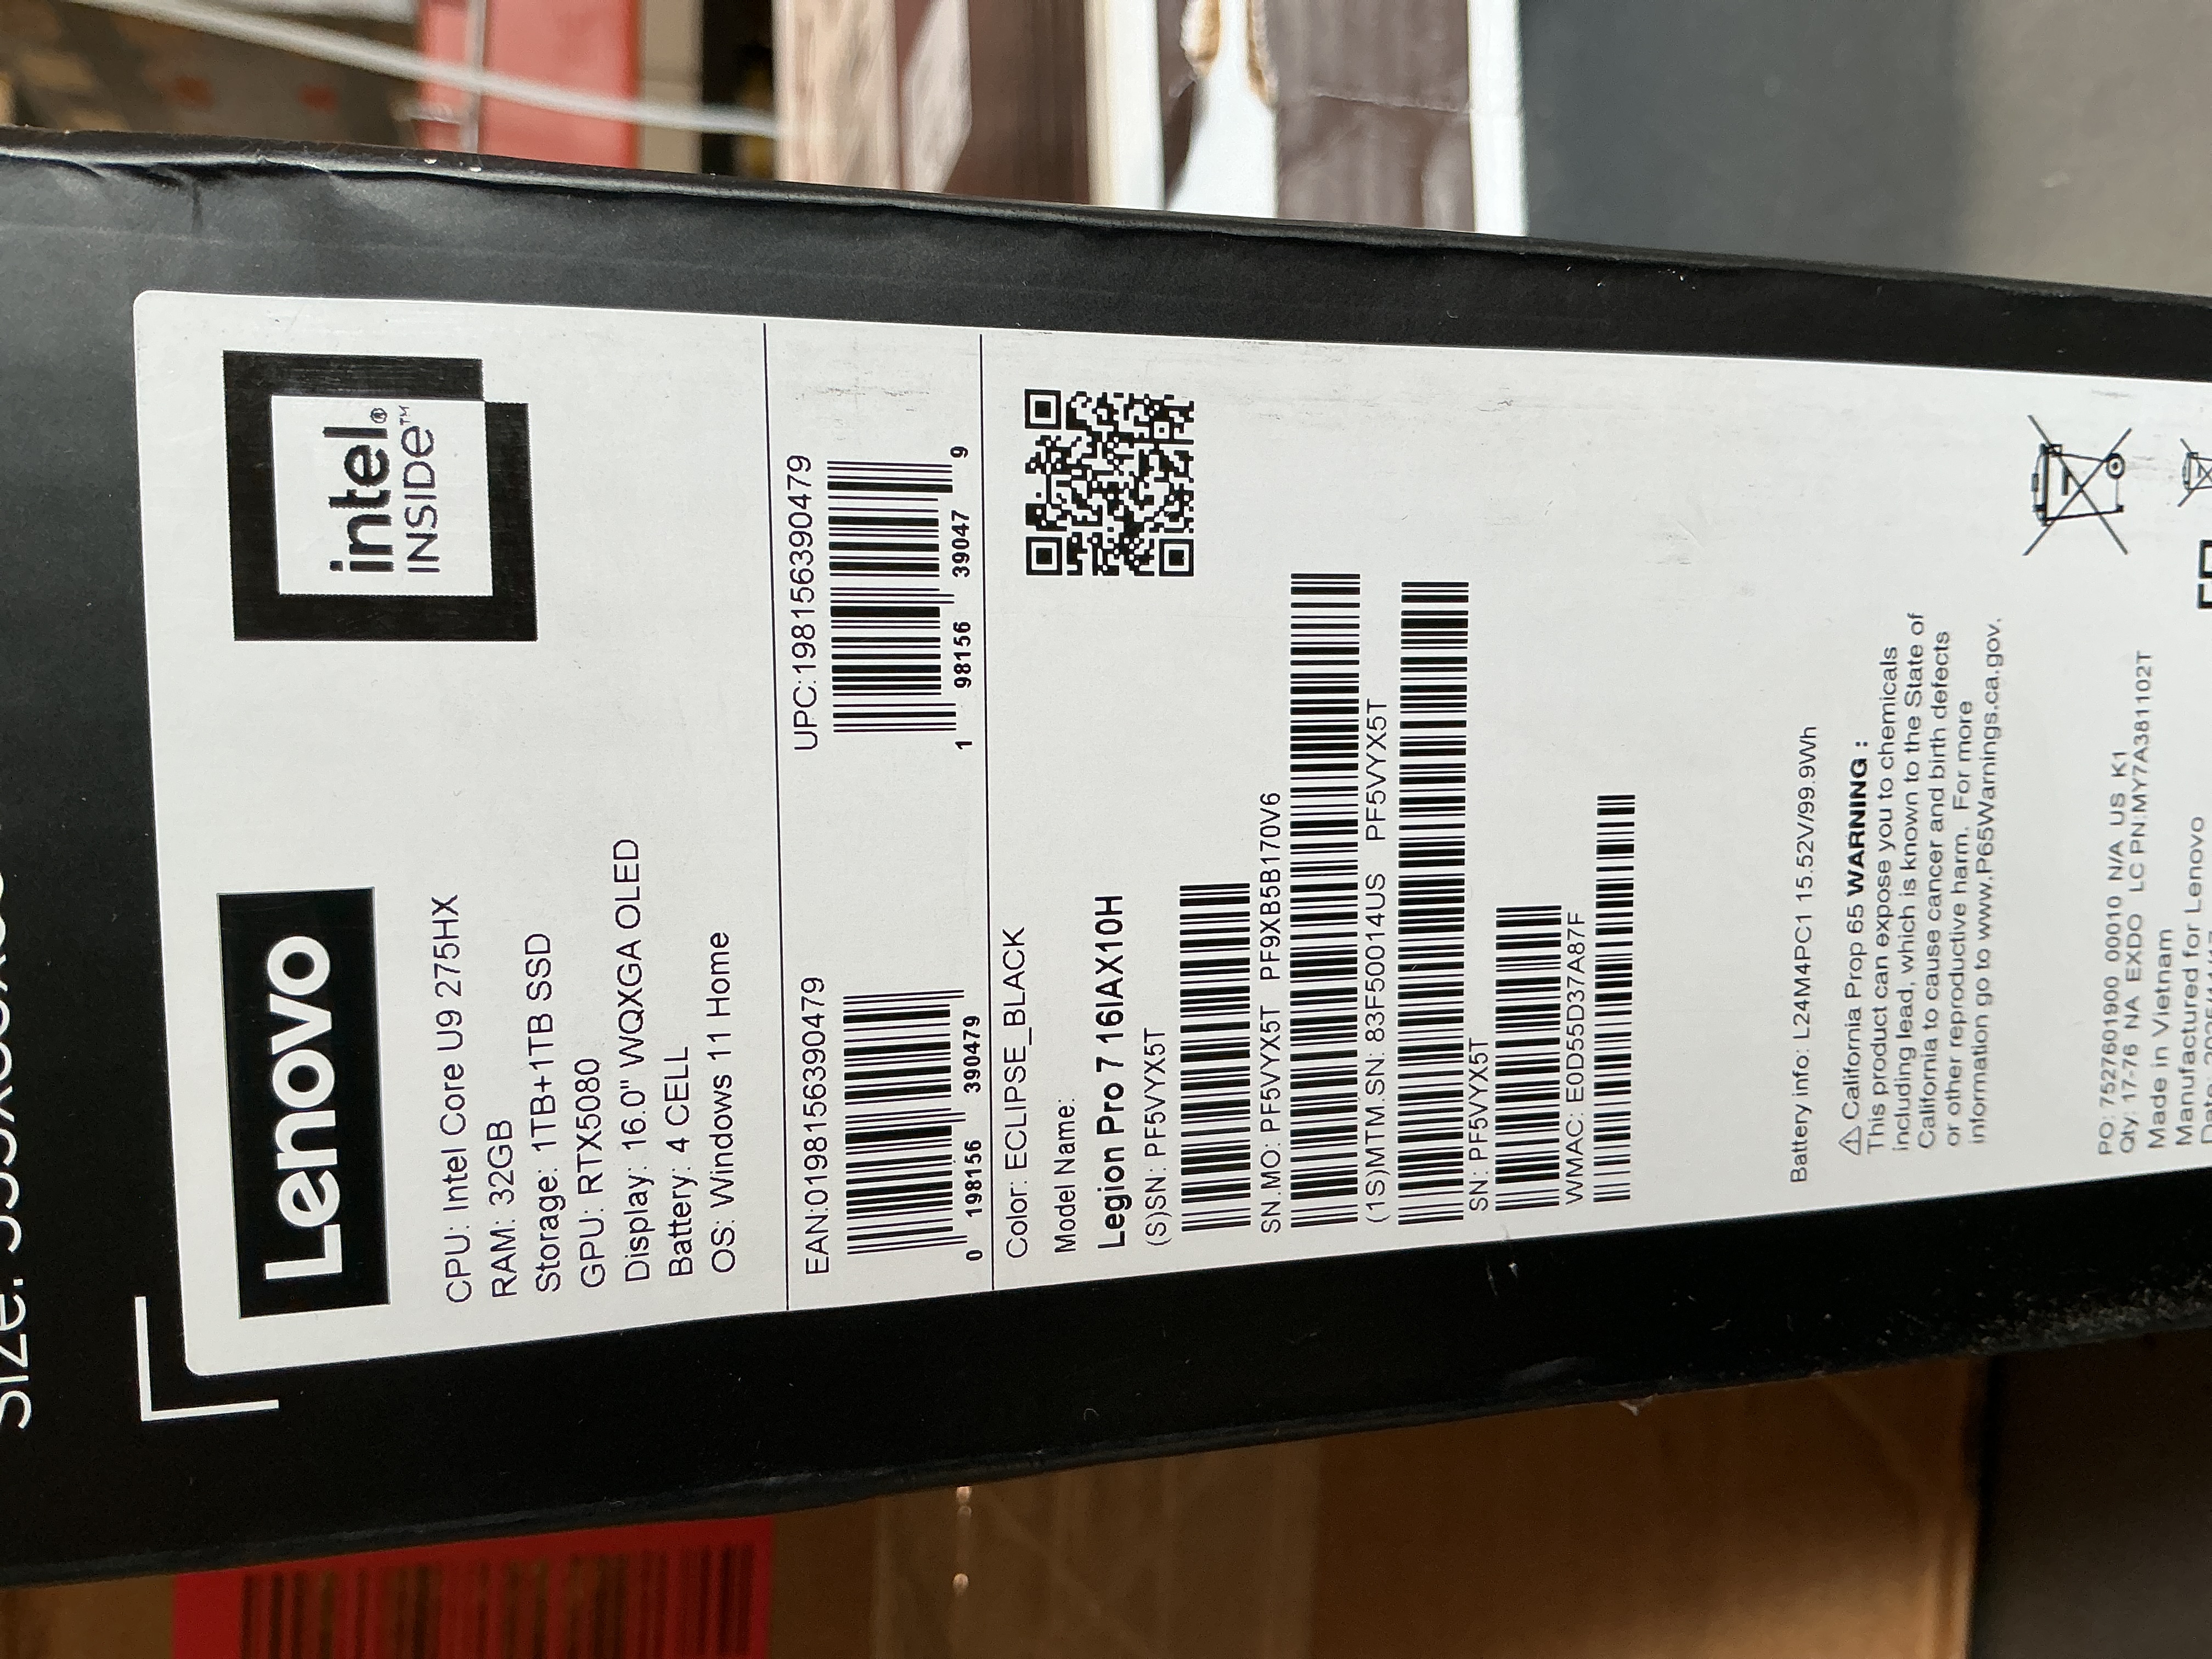 Lenovo
intel®
INSIDE™
CPU: Intel Core U9 275HX
RAM: 32GB
Storage: 1TB+1TB SSD
GPU: RTX5080
Display: 16.0" WQXGA OLED
Battery: 4 CELL
OS: Windows 11 Home
EAN:0198156390479
0 198156 390479
UPC:198156390479
1 98156 39047 9
Color: ECLIPSE_BLACK
Model Name:
Legion Pro 7 16IAX10H
(S)SN: PF5VYX5T
SN.MO: PF5VYX5T PF9XB5B170V6
(1S)MTM.SN: 83F50014US PF5VYX5T
SN: PF5VYX5T
WMAC: E0D55D37A87F
Battery info: L24M4PC1 15.52V/99.9Wh
⚠ California Prop 65 WARNING :
This product can expose you to chemicals
including lead, which is known to the State of
California to cause cancer and birth defects
or other reproductive harm. For more
information go to www.P65Warnings.ca.gov.
PO: 7527601900 00010 N/A US K1
Qty: 17-76 NA EXDO LC PN:MY7A381102T
Made in Vietnam
Manufactured for Lenovo